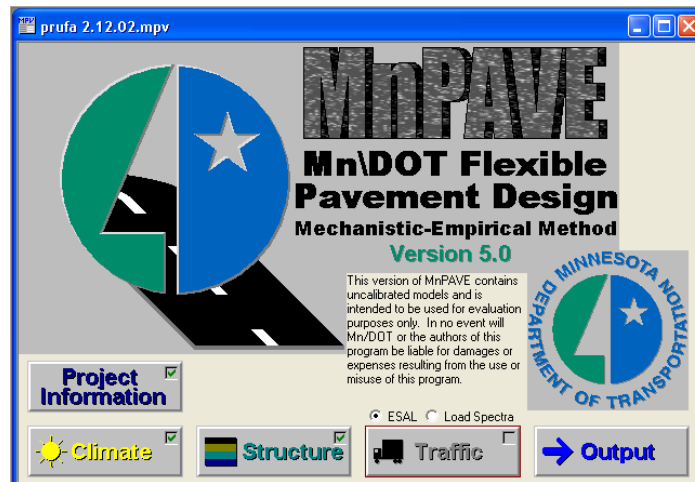 MPV
prufa 2.12.02.mpv
MnPAVE
Mn\DOT Flexible
Pavement Design
Mechanistic-Empirical Method
Version 5.0
This version of MnPAVE contains
uncalibrated models and is
intended to be used for evaluation
purposes only. In no event will
Mn/DOT or the authors of this
program be liable for damages or
expenses resulting from the use or
misuse of this program.
MINNESOTA
DEPARTMENT OF TRANSPORTATION
Project
Information
ESAL Load Spectra
Climate Structure Traffic Output